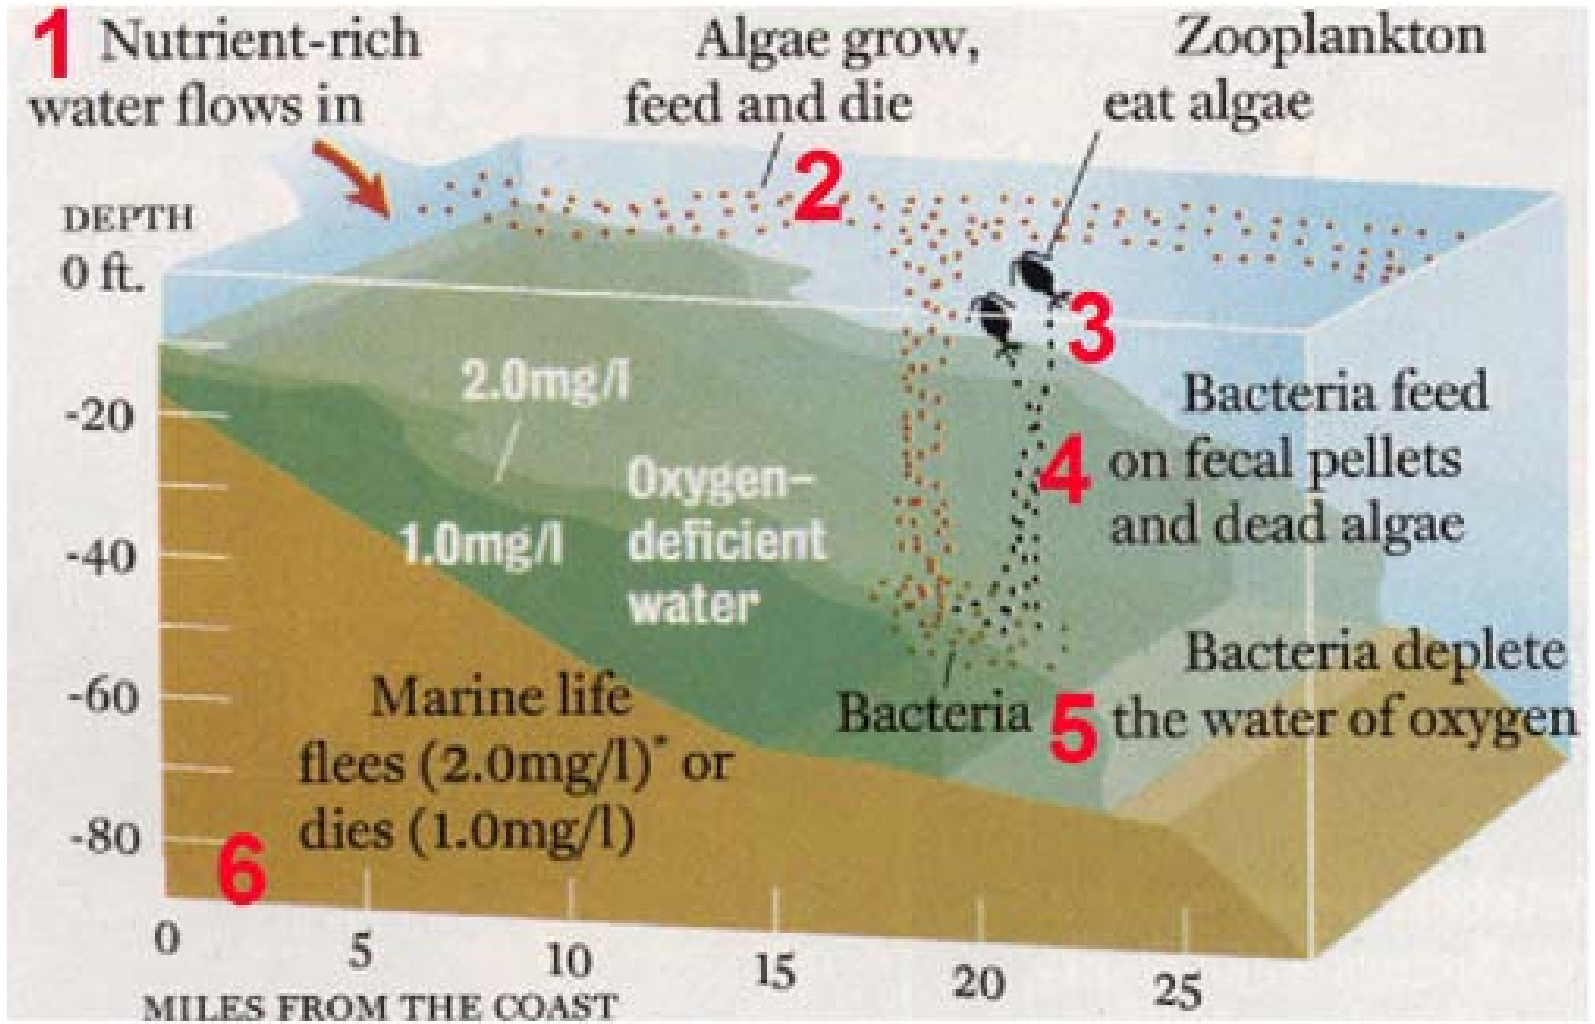 1 Nutrient-rich
water flows in
Algae grow,
feed and die
2
Zooplankton
eat algae
3
DEPTH
0 ft.
-20
-40
-60
-80
2.0mg/l
1.0mg/l
Oxygen-
deficient
water
Bacteria feed
4 on fecal pellets
and dead algae
Bacteria
Bacteria deplete
5 the water of oxygen
Marine life
flees (2.0mg/l)* or
dies (1.0mg/l)
6
0 5 10 15 20 25
MILES FROM THE COAST